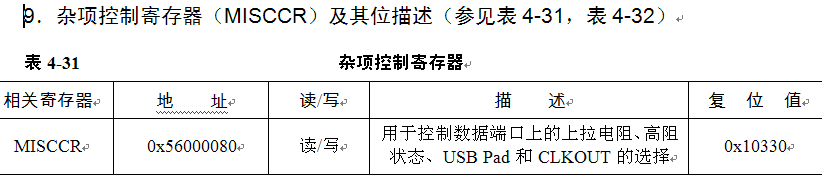 9．杂项控制寄存器（MISCCR）及其位描述（参见表 4-31，表 4-32）
表 4-31 杂项控制寄存器
相关寄存器 地 址 读/写 描 述 复 位 值
MISCCR 0x56000080 读/写 用于控制数据端口上的上拉电阻、高阻
状态、USB Pad 和 CLKOUT 的选择 0x10330